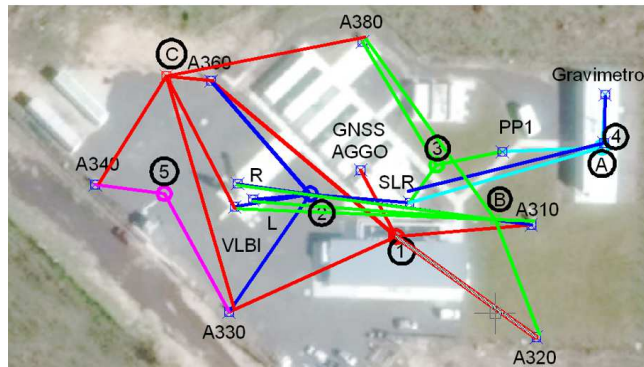 A380
C
A360
Gravimetro
GNSS
AGGO
PP1
4
3
A
A340
5
R
SLR
B
2
A310
L
VLBI
1
A330
A320